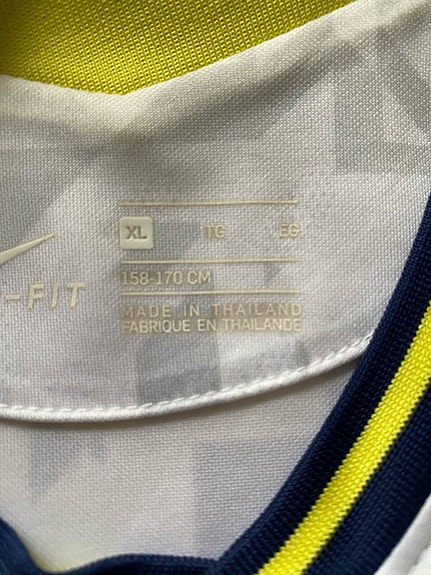 XL TG EG
158-170 CM
-FIT
MADE IN THAILAND
FABRIQUE EN THAILANDE